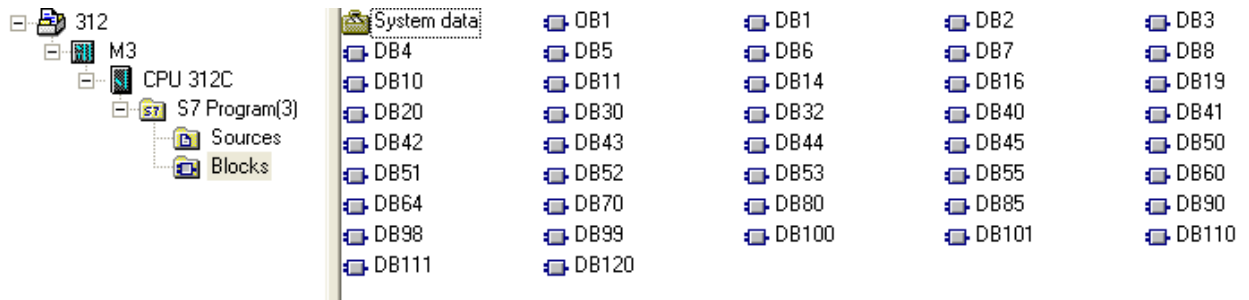 312
M3
CPU 312C
S7 Program(3)
Sources
Blocks
System data OB1 DB1 DB2 DB3
DB4 DB5 DB6 DB7 DB8
DB10 DB11 DB14 DB16 DB19
DB20 DB30 DB32 DB40 DB41
DB42 DB43 DB44 DB45 DB50
DB51 DB52 DB53 DB55 DB60
DB64 DB70 DB80 DB85 DB90
DB98 DB99 DB100 DB101 DB110
DB111 DB120